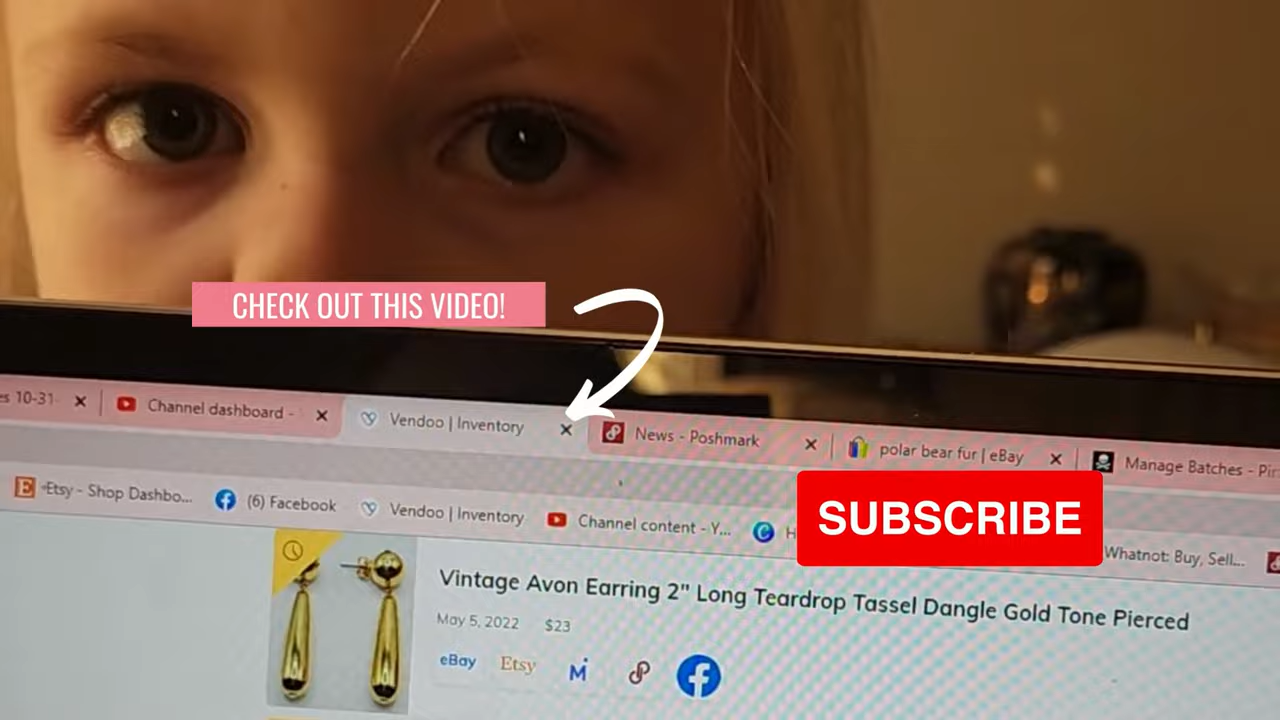 CHECK OUT THIS VIDEO!
es 10-31-
Channel dashboard -
Vendoo | Inventory
News - Poshmark
polar bear fur | eBay
Manage Batches - Pir
Etsy - Shop Dashbo...
(6) Facebook
Vendoo | Inventory
Channel content - Y...
H
SUBSCRIBE
Whatnot: Buy, Sell...
Vintage Avon Earring 2" Long Teardrop Tassel Dangle Gold Tone Pierced
May 5, 2022 $23
eBay Etsy